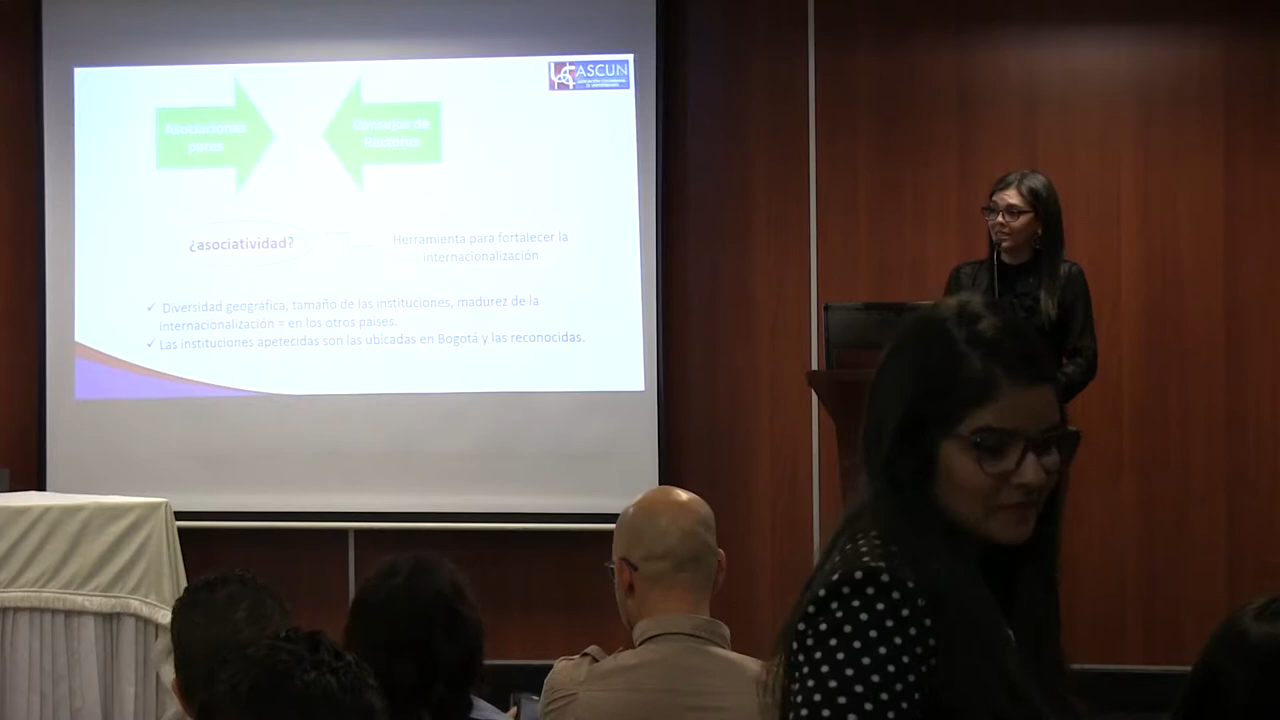 ASCUN
Asociaciones
pares
Consejos de
Rectores
¿asociatividad?
Herramienta para fortalecer la
internacionalización
✓ Diversidad geográfica, tamaño de las instituciones, madurez de la
internacionalización = en los otros países.
✓ Las instituciones apetecidas son las ubicadas en Bogotá y las reconocidas.